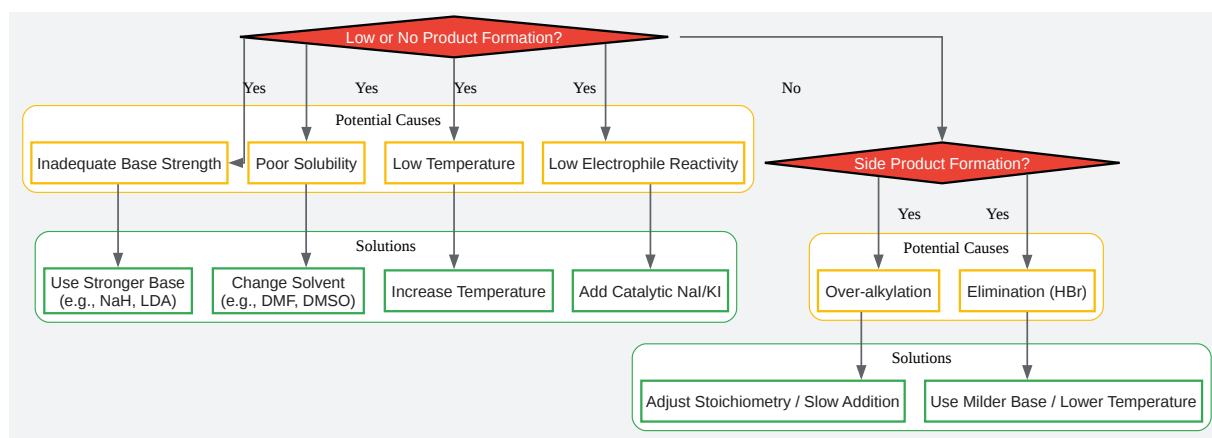 Low or No Product Formation?
Yes
Yes
Yes
Yes
No
Potential Causes
Inadequate Base Strength
Poor Solubility
Low Temperature
Low Electrophile Reactivity
Side Product Formation?
Yes
Yes
Solutions
Potential Causes
Use Stronger Base
(e.g., NaH, LDA)
Change Solvent
(e.g., DMF, DMSO)
Increase Temperature
Add Catalytic NaI/KI
Over-alkylation
Elimination (HBr)
Solutions
Adjust Stoichiometry / Slow Addition
Use Milder Base / Lower Temperature